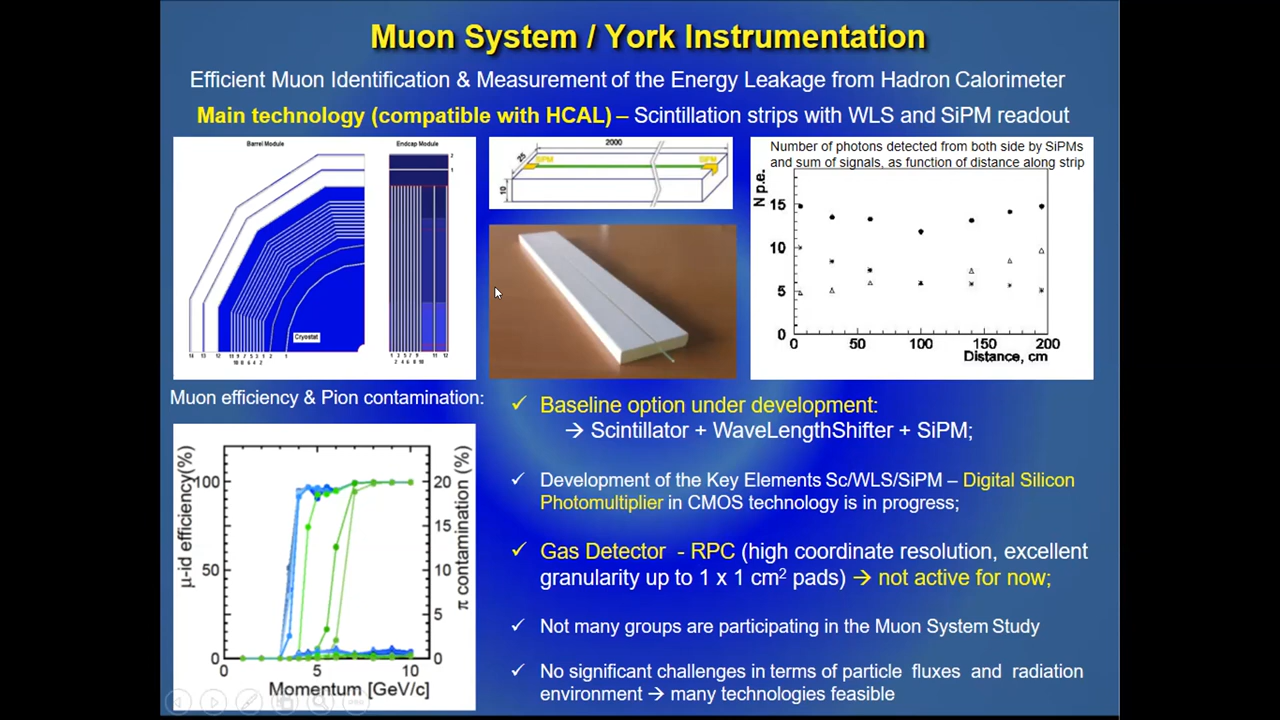 Muon System / York Instrumentation
Efficient Muon Identification & Measurement of the Energy Leakage from Hadron Calorimeter
Main technology (compatible with HCAL) – Scintillation strips with WLS and SiPM readout
Barrel Module
Endcap Module
2
1
Cryostat
2000
25
10
SiPM
SiPM
Number of photons detected from both side by SiPMs
and sum of signals, as function of distance along strip
N p.e.
15
10
5
0
0 50 100 150 200
Distance, cm
Muon efficiency & Pion contamination:
μ-id efficiency(%)
100
50
0
π contamination (%)
20
15
10
5
0
0 5 10
Momentum [GeV/c]
✓ Baseline option under development:
→ Scintillator + WaveLengthShifter + SiPM;
✓ Development of the Key Elements Sc/WLS/SiPM – Digital Silicon
Photomultiplier in CMOS technology is in progress;
✓ Gas Detector - RPC (high coordinate resolution, excellent
granularity up to 1 x 1 cm² pads) → not active for now;
✓ Not many groups are participating in the Muon System Study
✓ No significant challenges in terms of particle fluxes and radiation
environment → many technologies feasible